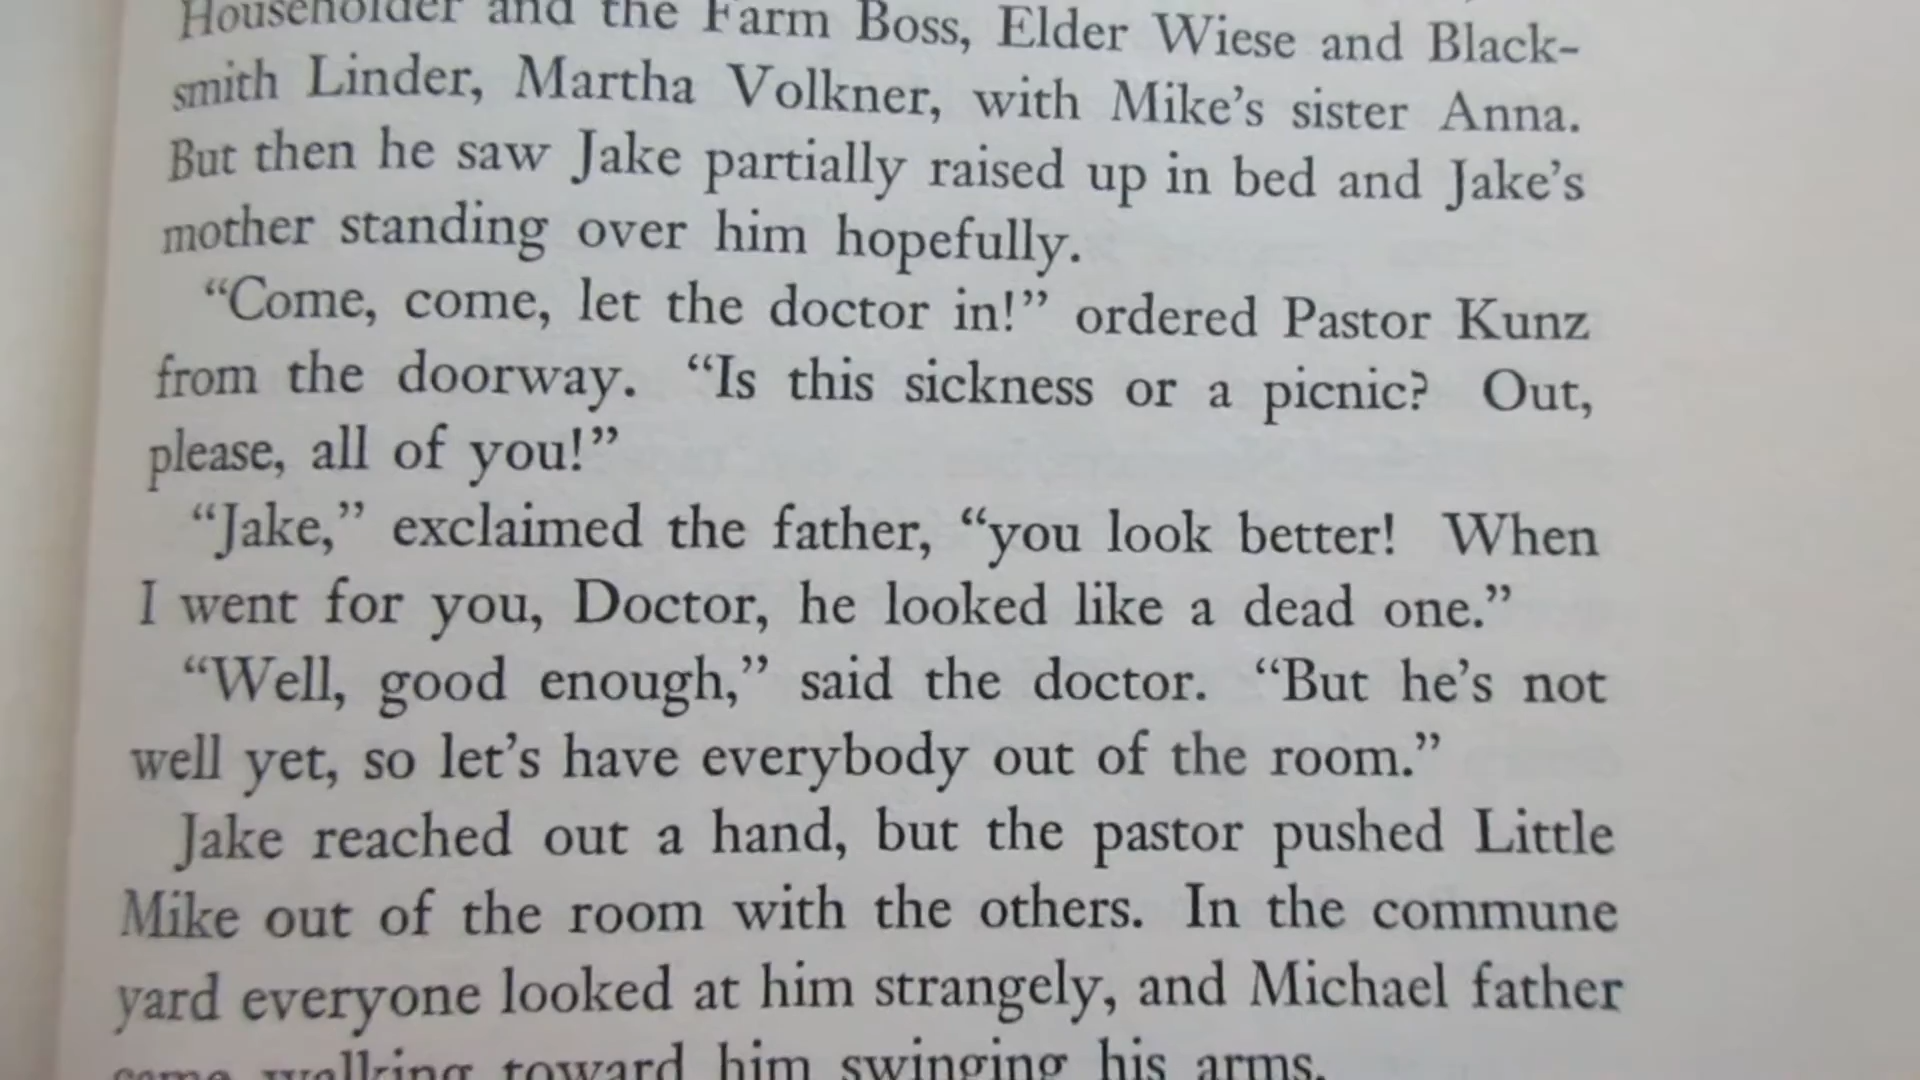 Householder and the Farm Boss, Elder Wiese and Black-
smith Linder, Martha Volkner, with Mike’s sister Anna.
But then he saw Jake partially raised up in bed and Jake’s
mother standing over him hopefully.
“Come, come, let the doctor in!” ordered Pastor Kunz
from the doorway. “Is this sickness or a picnic? Out,
please, all of you!”
“Jake,” exclaimed the father, “you look better! When
I went for you, Doctor, he looked like a dead one.”
“Well, good enough,” said the doctor. “But he’s not
well yet, so let’s have everybody out of the room.”
Jake reached out a hand, but the pastor pushed Little
Mike out of the room with the others. In the commune
yard everyone looked at him strangely, and Michael father
came walking toward him swinging his arms.